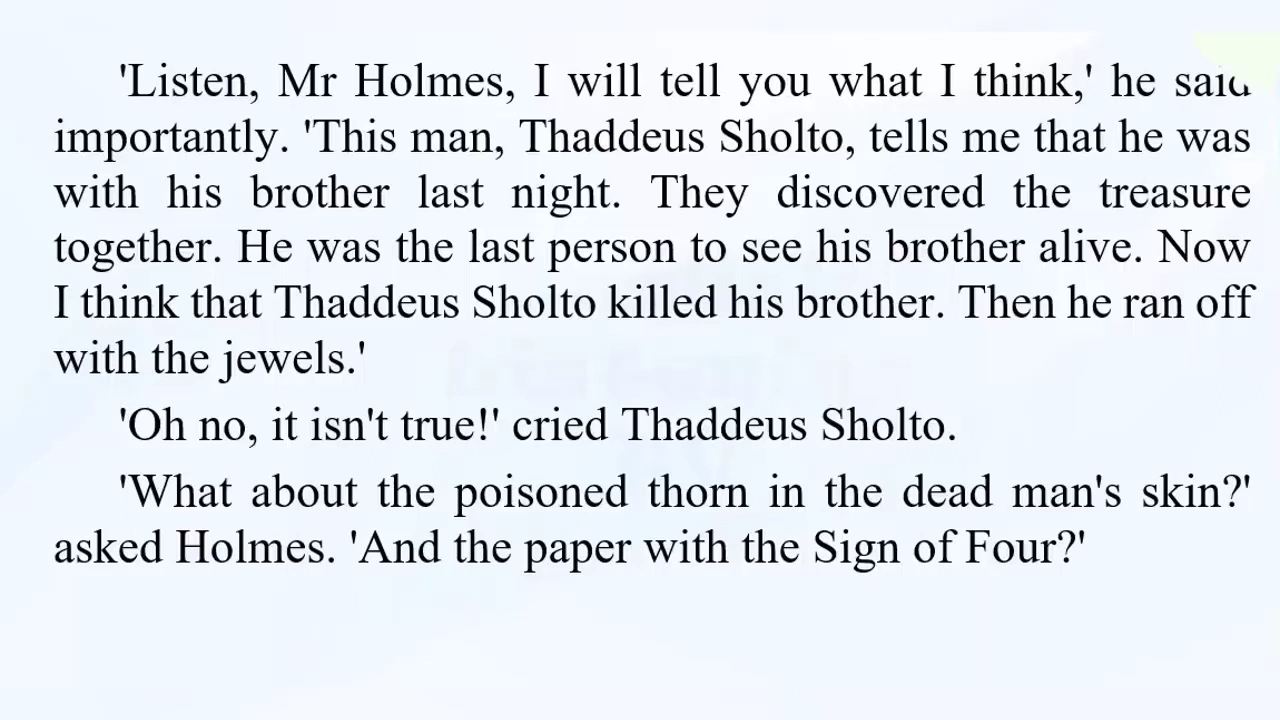 'Listen, Mr Holmes, I will tell you what I think,' he said
importantly. 'This man, Thaddeus Sholto, tells me that he was
with his brother last night. They discovered the treasure
together. He was the last person to see his brother alive. Now
I think that Thaddeus Sholto killed his brother. Then he ran off
with the jewels.'
'Oh no, it isn't true!' cried Thaddeus Sholto.
'What about the poisoned thorn in the dead man's skin?'
asked Holmes. 'And the paper with the Sign of Four?'